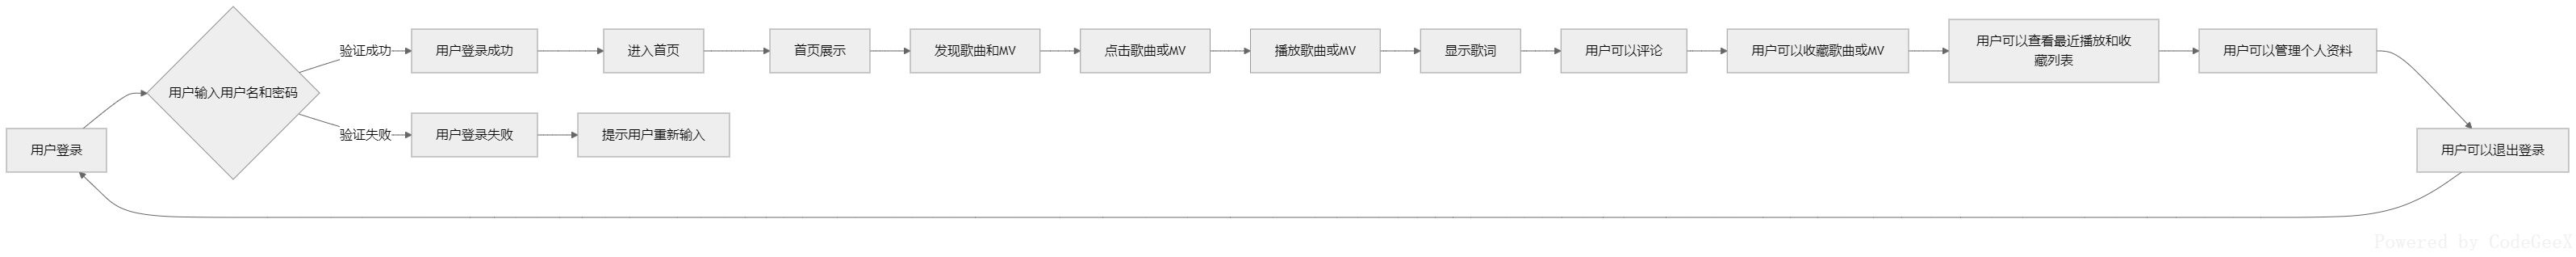 用户登录
用户输入用户名和密码
验证成功
用户登录成功
进入首页
首页展示
发现歌曲和MV
点击歌曲或MV
播放歌曲或MV
显示歌词
用户可以评论
用户可以收藏歌曲或MV
用户可以查看最近播放和收
藏列表
用户可以管理个人资料
用户可以退出登录
验证失败
用户登录失败
提示用户重新输入
Powered by CodeGeeX